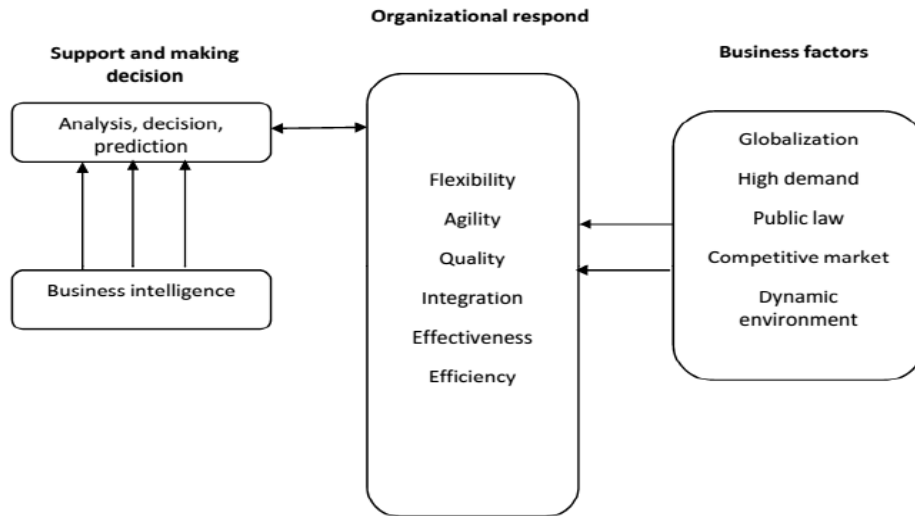 Organizational respond
Support and making
decision
Business factors
Analysis, decision,
prediction
Business intelligence
Flexibility
Agility
Quality
Integration
Effectiveness
Efficiency
Globalization
High demand
Public law
Competitive market
Dynamic
environment